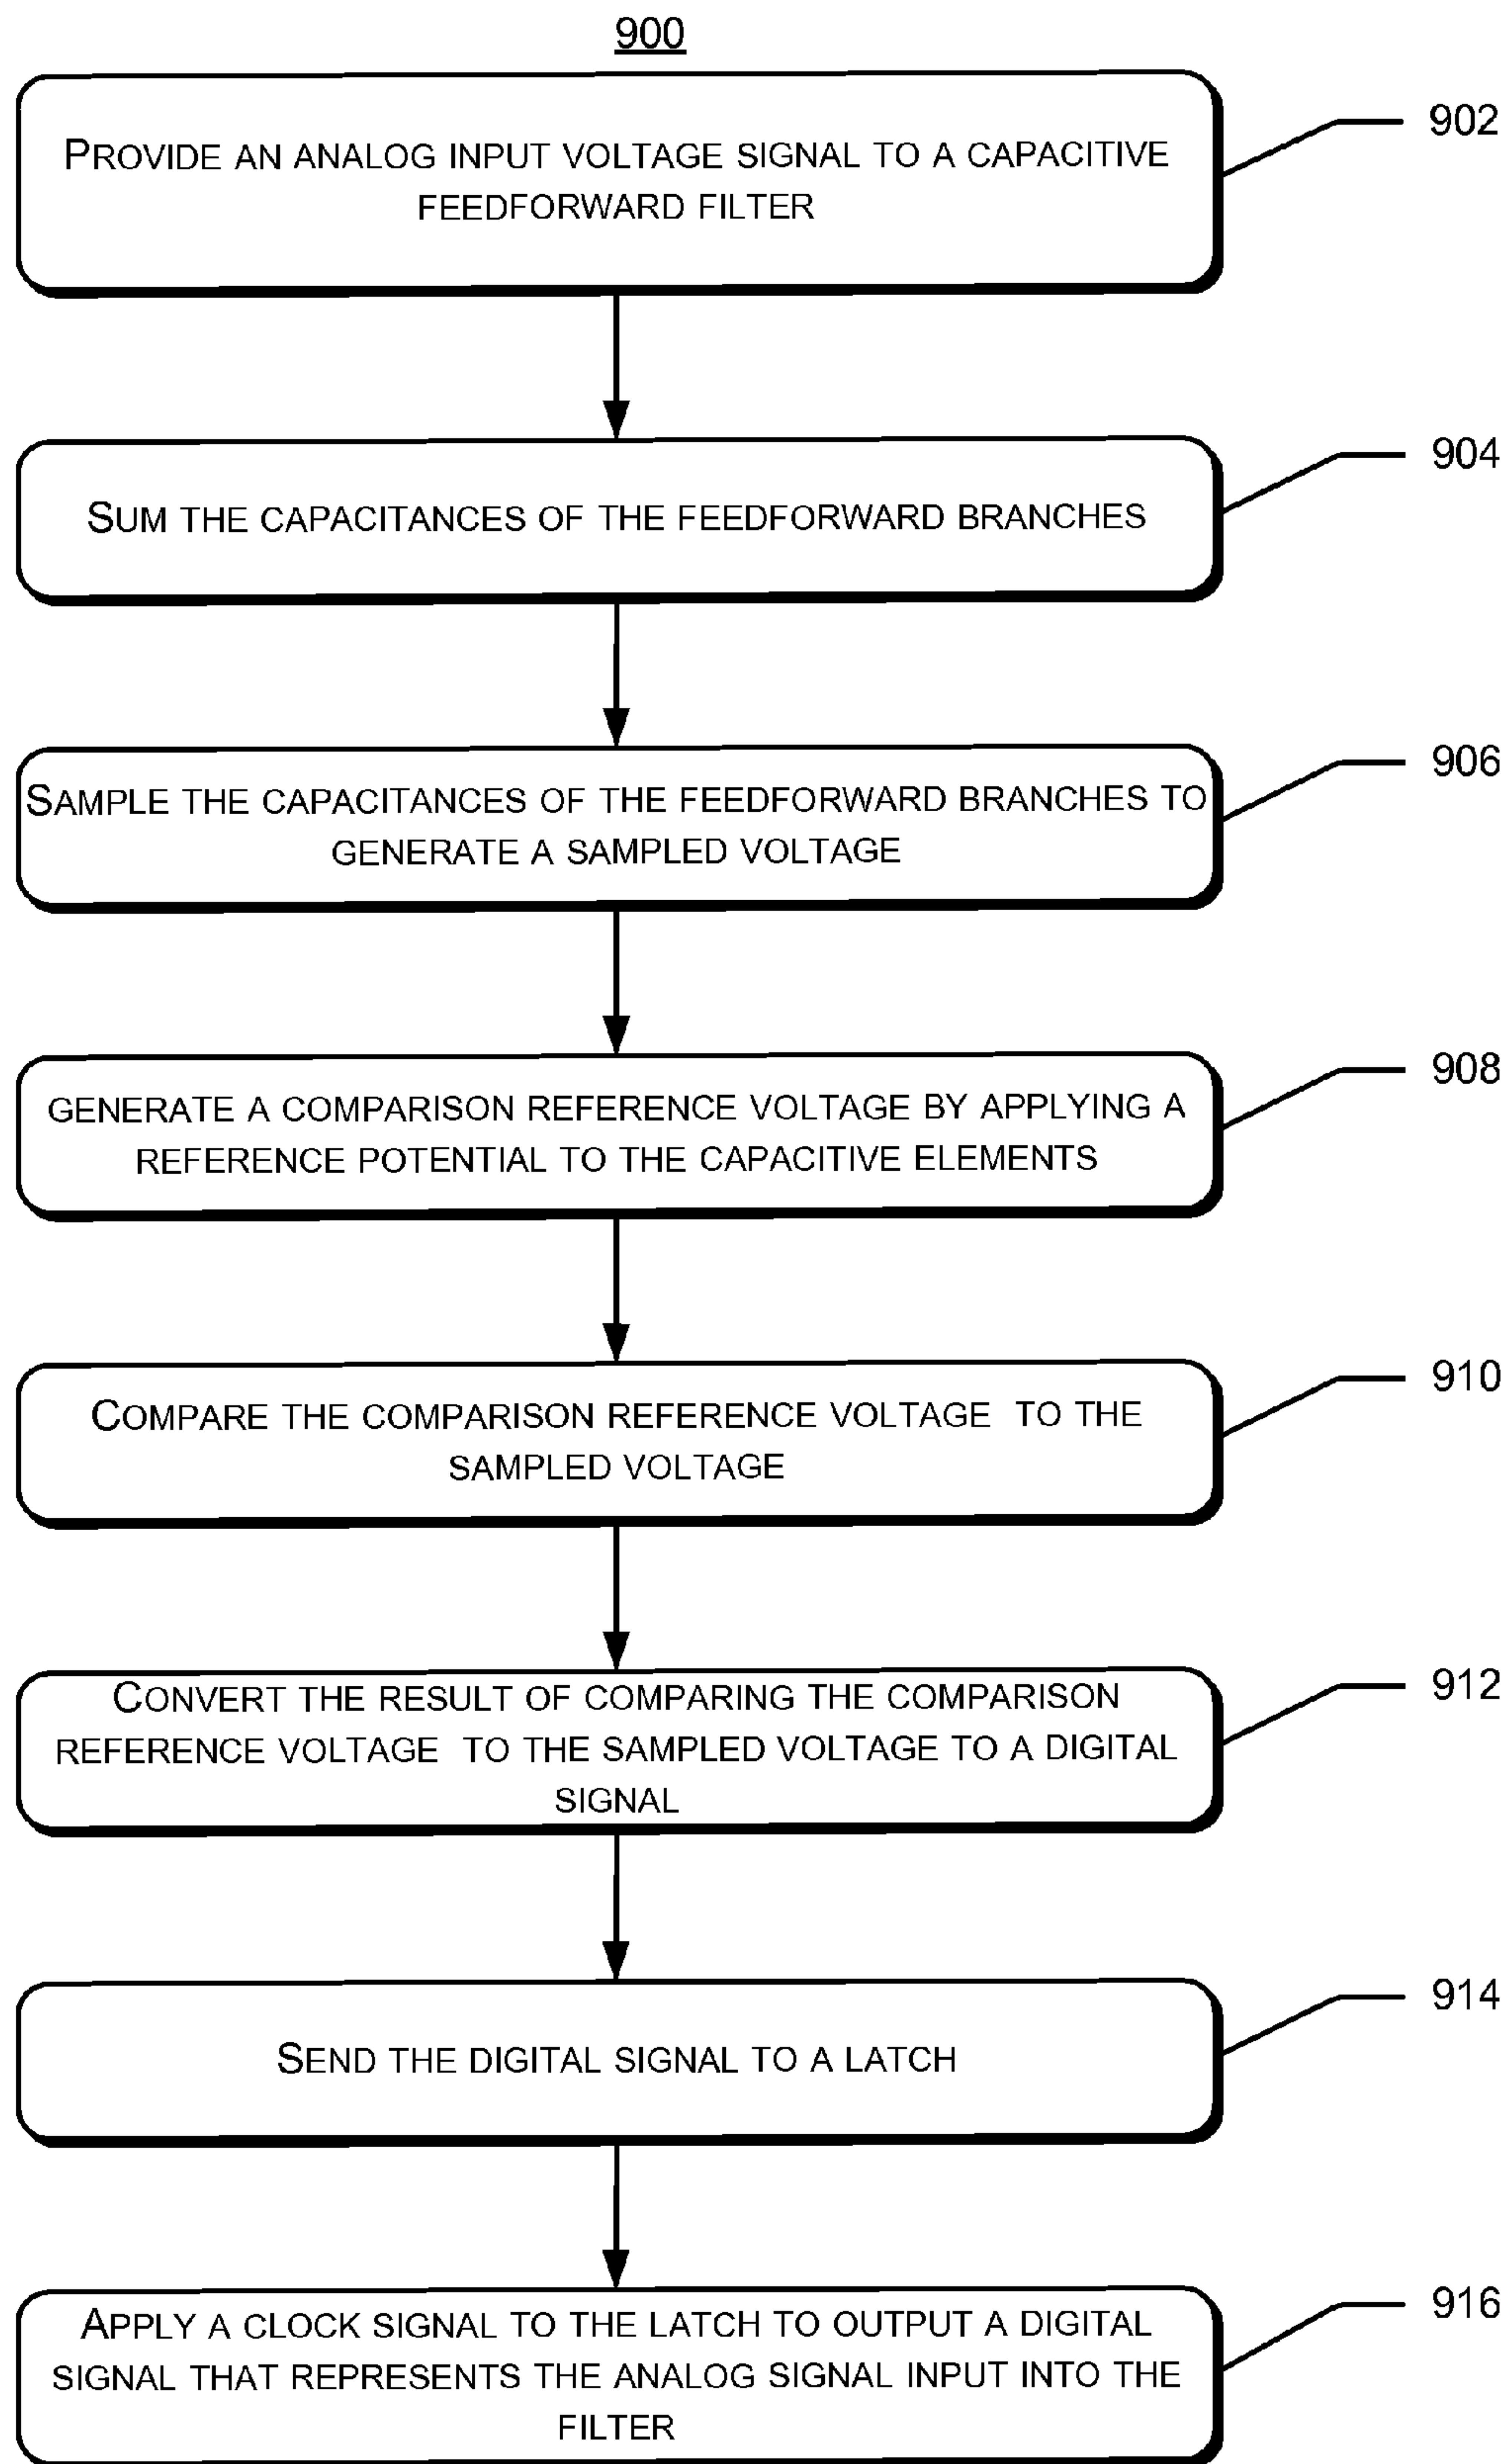 900
PROVIDE AN ANALOG INPUT VOLTAGE SIGNAL TO A CAPACITIVE
FEEDFORWARD FILTER
902
SUM THE CAPACITANCES OF THE FEEDFORWARD BRANCHES
904
SAMPLE THE CAPACITANCES OF THE FEEDFORWARD BRANCHES TO
GENERATE A SAMPLED VOLTAGE
906
GENERATE A COMPARISON REFERENCE VOLTAGE BY APPLYING A
REFERENCE POTENTIAL TO THE CAPACITIVE ELEMENTS
908
COMPARE THE COMPARISON REFERENCE VOLTAGE TO THE
SAMPLED VOLTAGE
910
CONVERT THE RESULT OF COMPARING THE COMPARISON
REFERENCE VOLTAGE TO THE SAMPLED VOLTAGE TO A DIGITAL
SIGNAL
912
SEND THE DIGITAL SIGNAL TO A LATCH
914
APPLY A CLOCK SIGNAL TO THE LATCH TO OUTPUT A DIGITAL
SIGNAL THAT REPRESENTS THE ANALOG SIGNAL INPUT INTO THE
FILTER
916